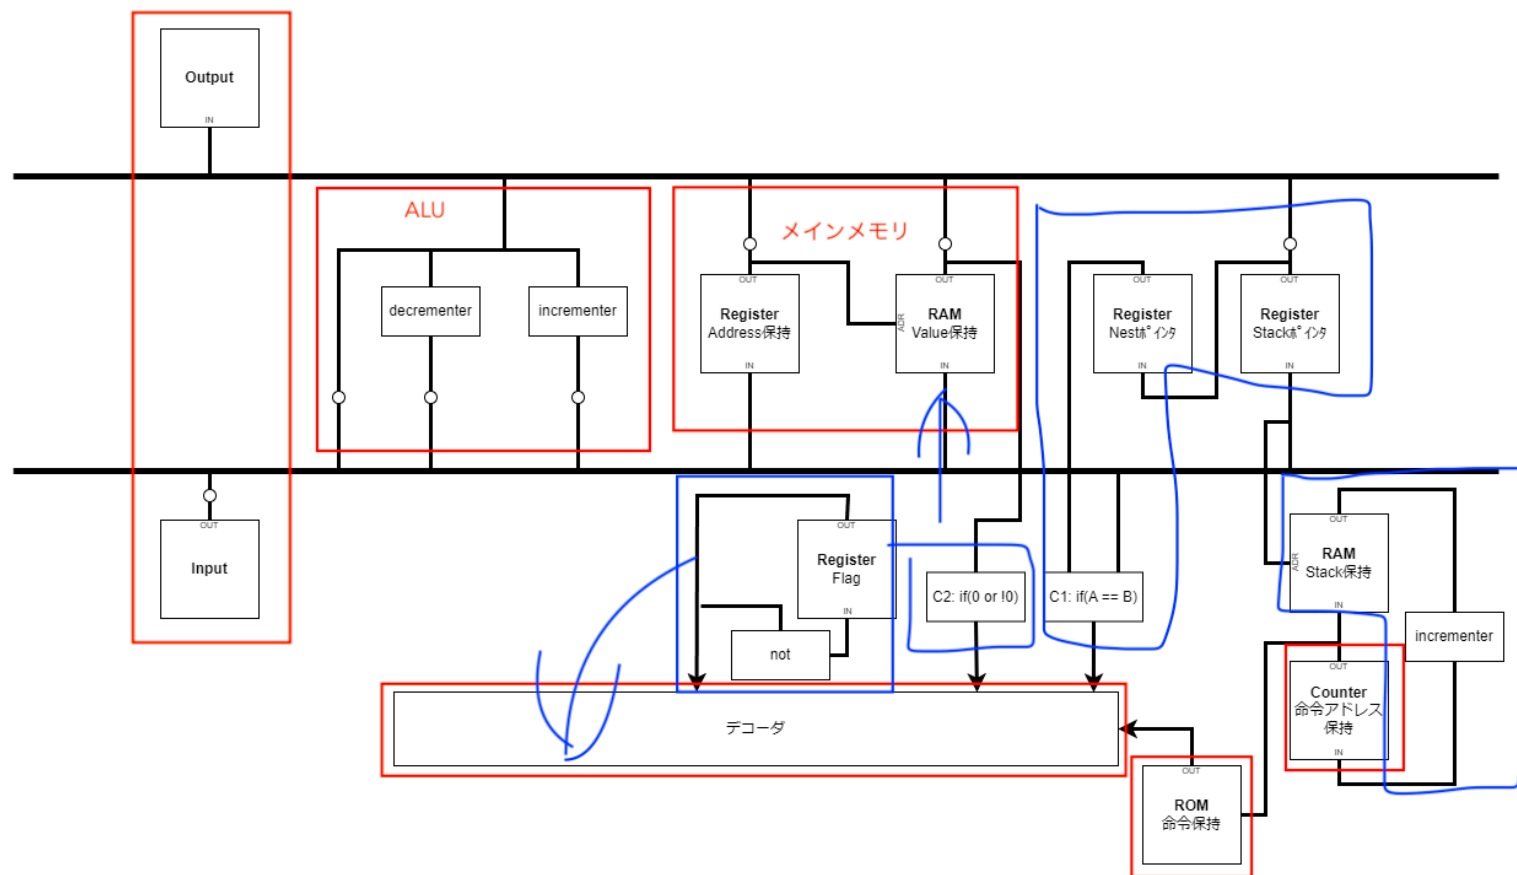 Output
IN
ALU
decrementer
incrementer
メインメモリ
OUT
Register
Address保持
IN
OUT
ADR
RAM
Value保持
IN
OUT
Register
Nestﾎﾟｲﾝﾀ
IN
OUT
Register
Stackﾎﾟｲﾝﾀ
IN
OUT
Input
OUT
Register
Flag
IN
not
C2: if(0 or !0)
C1: if(A == B)
OUT
ADR
RAM
Stack保持
IN
incrementer
デコーダ
OUT
Counter
命令アドレス
保持
IN
OUT
ROM
命令保持